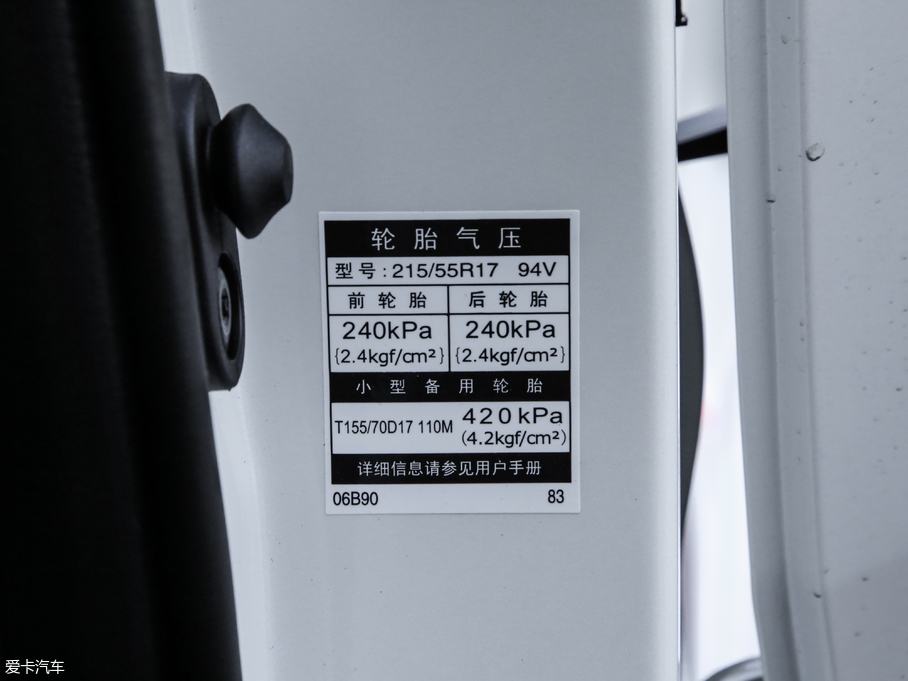 轮胎气压
型号:215/55R17 94V
前轮胎 后轮胎
240kPa 240kPa
{2.4kgf/cm²} {2.4kgf/cm²}
小型备用轮胎
T155/70D17 110M 420kPa
(4.2kgf/cm²)
详细信息请参见用户手册
06B90 83
爱卡汽车